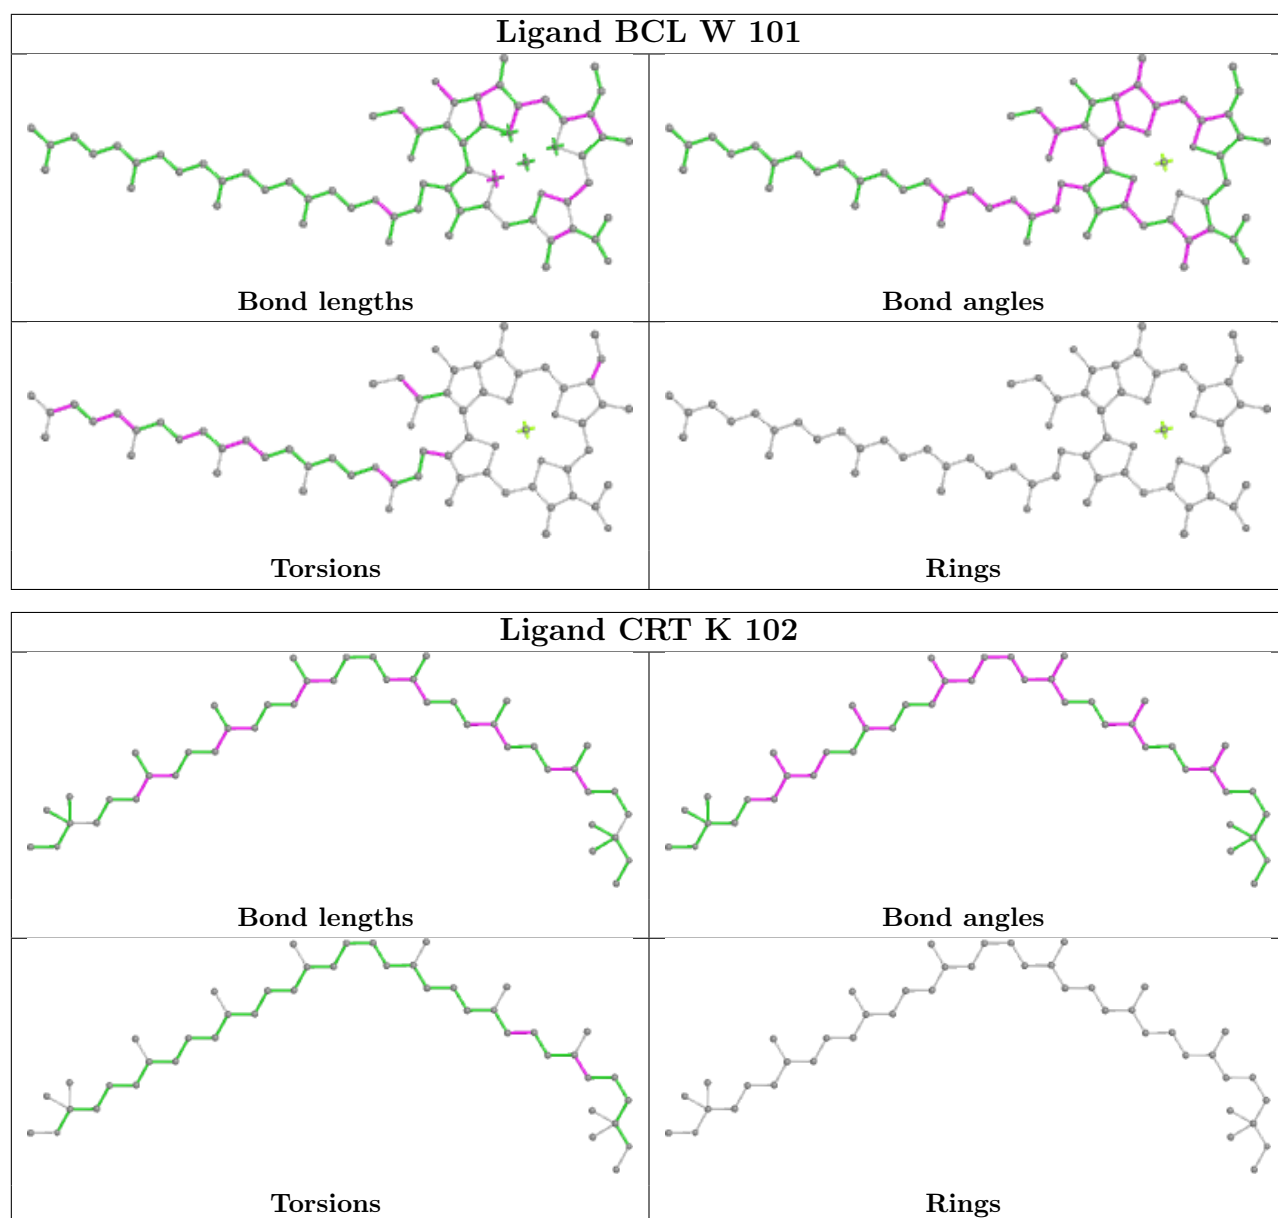 Ligand BCL W 101
Bond lengths
Bond angles
Torsions
Rings
Ligand CRT K 102
Bond lengths
Bond angles
Torsions
Rings